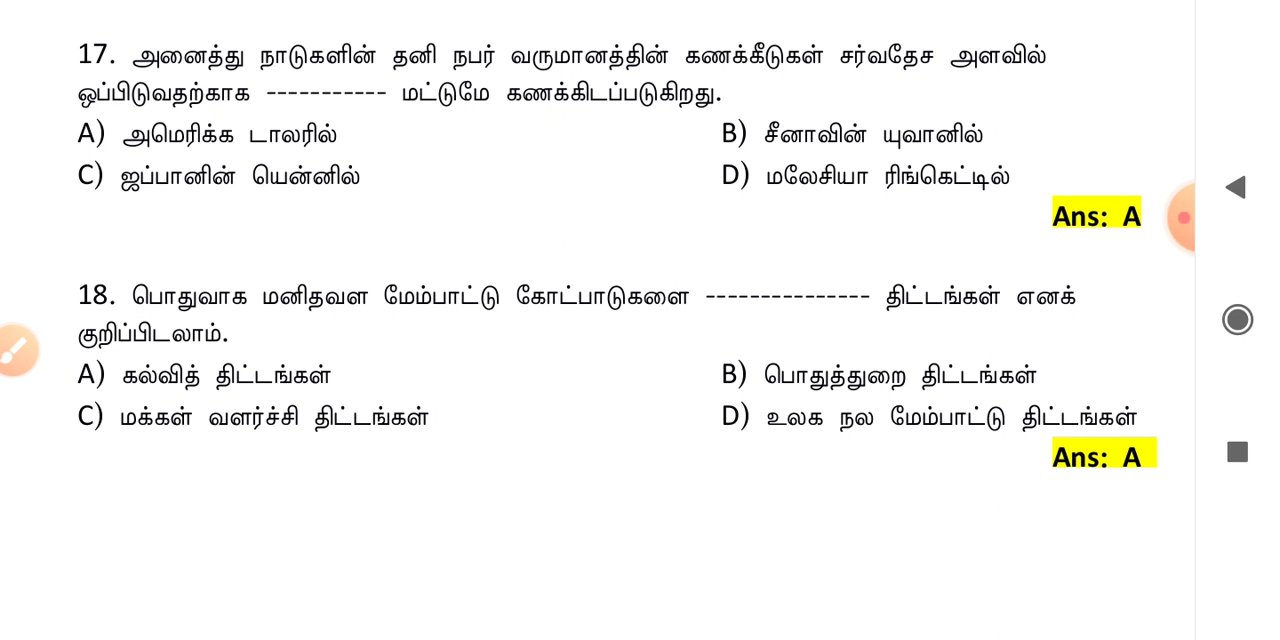 17. அனைத்து நாடுகளின் தனி நபர் வருமானத்தின் கணக்கீடுகள் சர்வதேச அளவில்
ஒப்பிடுவதற்காக ----------- மட்டுமே கணக்கிடப்படுகிறது.
A) அமெரிக்க டாலரில் B) சீனாவின் யுவானில்
C) ஜப்பானின் யென்னில் D) மலேசியா ரிங்கெட்டில்
Ans: A
18. பொதுவாக மனிதவள மேம்பாட்டு கோட்பாடுகளை --------------- திட்டங்கள் எனக்
குறிப்பிடலாம்.
A) கல்வித் திட்டங்கள் B) பொதுத்துறை திட்டங்கள்
C) மக்கள் வளர்ச்சி திட்டங்கள் D) உலக நல மேம்பாட்டு திட்டங்கள்
Ans: A